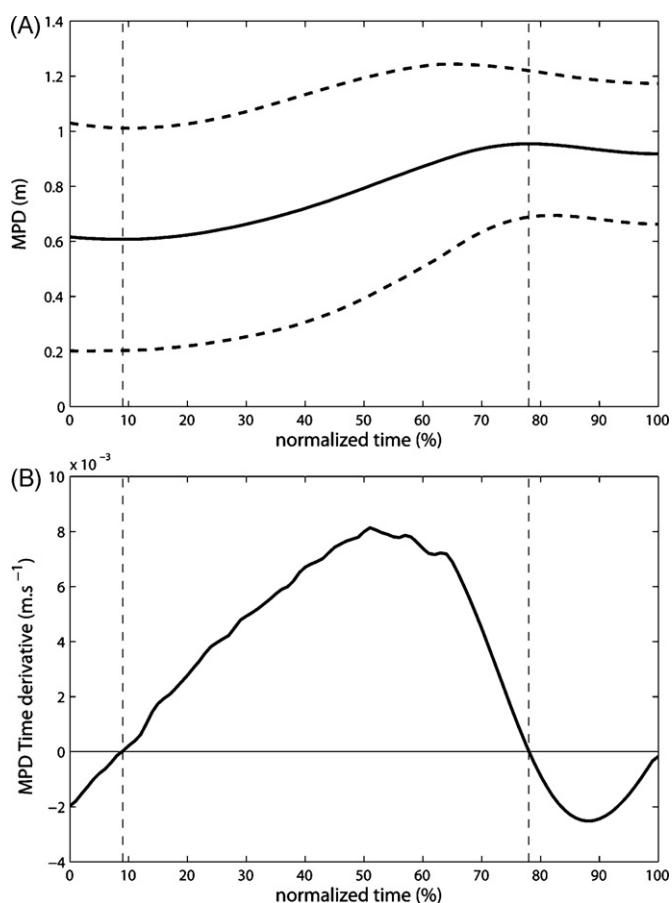 (A)
1.4
1.2
1
0.8
0.6
0.4
0.2
0
MPD (m)
0 10 20 30 40 50 60 70 80 90 100
normalized time (%)
(B)
x 10⁻³
10
8
6
4
2
0
−2
−4
MPD Time derivative (m.s⁻¹)
0 10 20 30 40 50 60 70 80 90 100
normalized time (%)